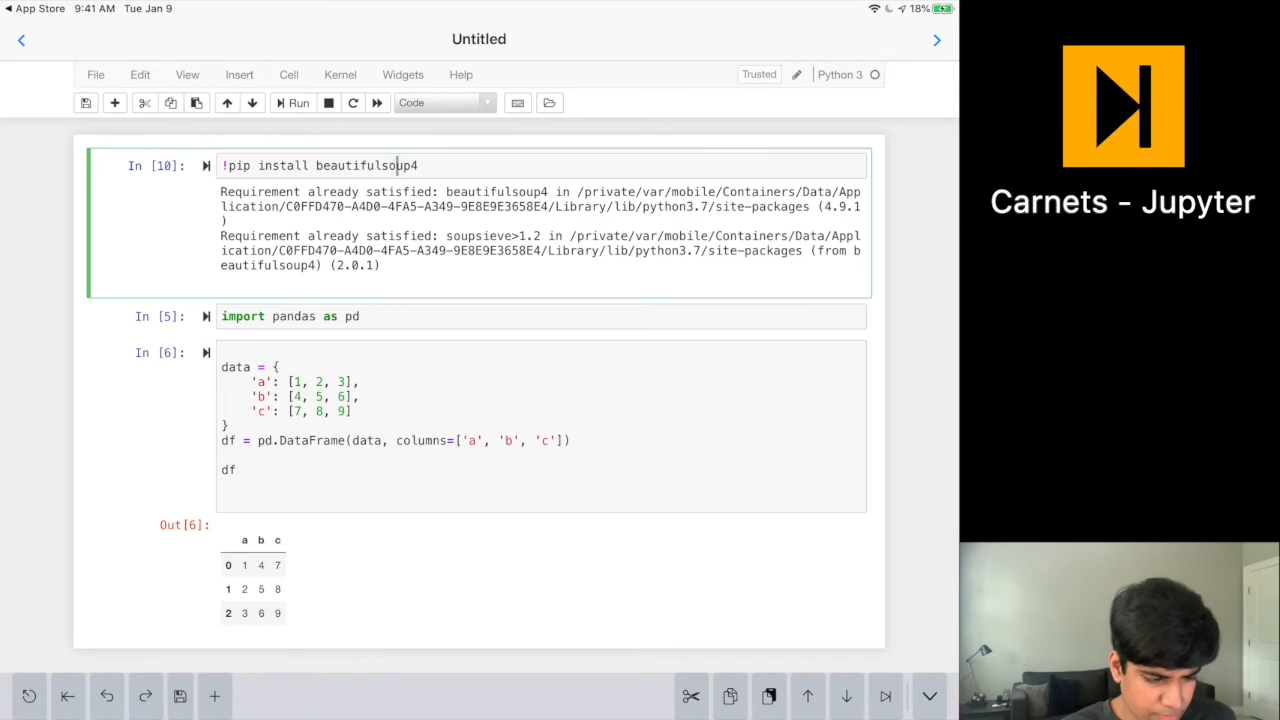 App Store 9:41 AM Tue Jan 9 18%
Untitled
File Edit View Insert Cell Kernel Widgets Help Trusted Python 3
Run Code
In [10]: !pip install beautifulsoup4
Requirement already satisfied: beautifulsoup4 in /private/var/mobile/Containers/Data/App
lication/C0FFD470-A4D0-4FA5-A349-9E8E9E3658E4/Library/lib/python3.7/site-packages (4.9.1
)
Requirement already satisfied: soupsieve>1.2 in /private/var/mobile/Containers/Data/Appl
ication/C0FFD470-A4D0-4FA5-A349-9E8E9E3658E4/Library/lib/python3.7/site-packages (from b
eautifulsoup4) (2.0.1)
In [5]: import pandas as pd
In [6]:
data = {
'a': [1, 2, 3],
'b': [4, 5, 6],
'c': [7, 8, 9]
}
df = pd.DataFrame(data, columns=['a', 'b', 'c'])
df
Out[6]:
a b c
0 1 4 7
1 2 5 8
2 3 6 9
Carnets - Jupyter